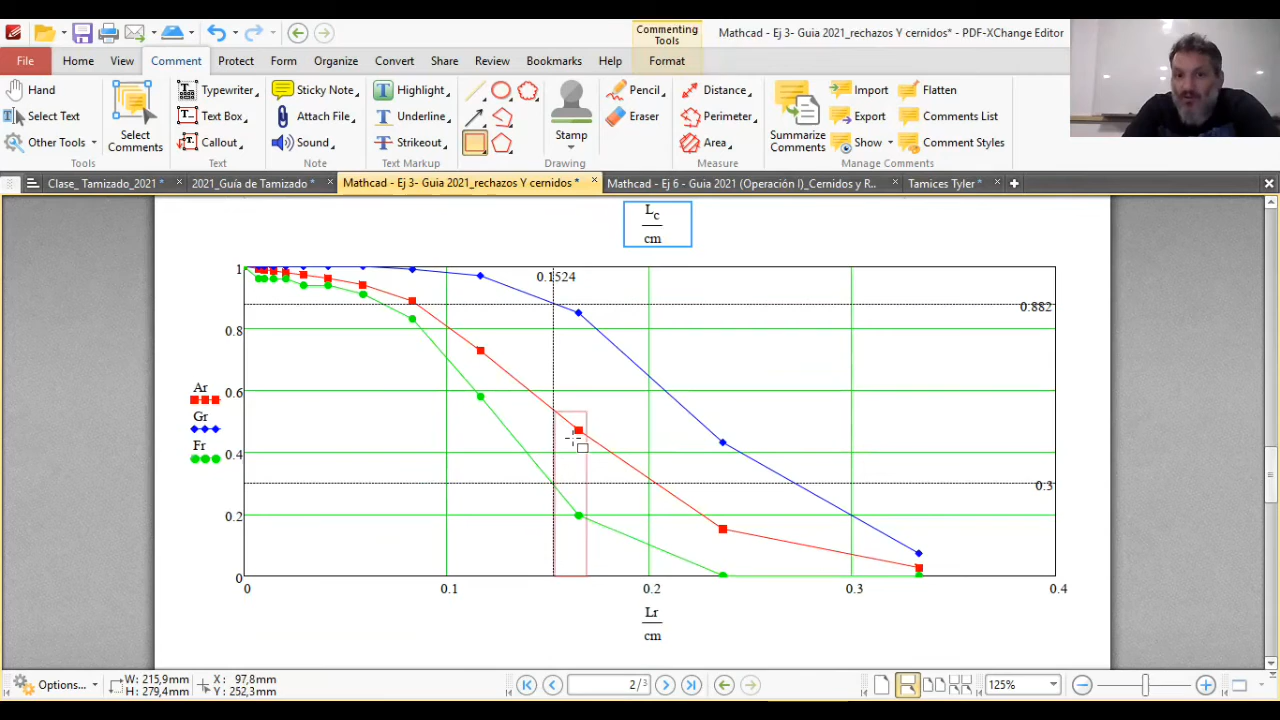 Commenting Tools
Mathcad - Ej 3- Guia 2021_rechazos Y cernidos* - PDF-XChange Editor
File Home View Comment Protect Form Organize Convert Share Review Bookmarks Help Format
Hand
Select Text
Other Tools
Tools
Select Comments
Typewriter
Text Box
Callout
Text
Sticky Note
Attach File
Sound
Note
Highlight
Underline
Strikeout
Text Markup
Pencil
Eraser
Drawing
Stamp
Distance
Perimeter
Area
Measure
Summarize Comments
Import
Export
Show
Flatten
Comments List
Comment Styles
Manage Comments
Clase_ Tamizado_2021 *
2021_Guía de Tamizado *
Mathcad - Ej 3- Guia 2021_rechazos Y cernidos *
Mathcad - Ej 6 - Guia 2021 (Operación I)_Cernidos y R..
Tamices Tyler *
Lc
cm
1
0.8
0.6
0.4
0.2
0
0.1524
0.882
0.3
Ar
Gr
Fr
0 0.1 0.2 0.3 0.4
Lr
cm
Options...
W: 215,9mm
H: 279,4mm
X: 97,8mm
Y: 252,3mm
2/3
125%